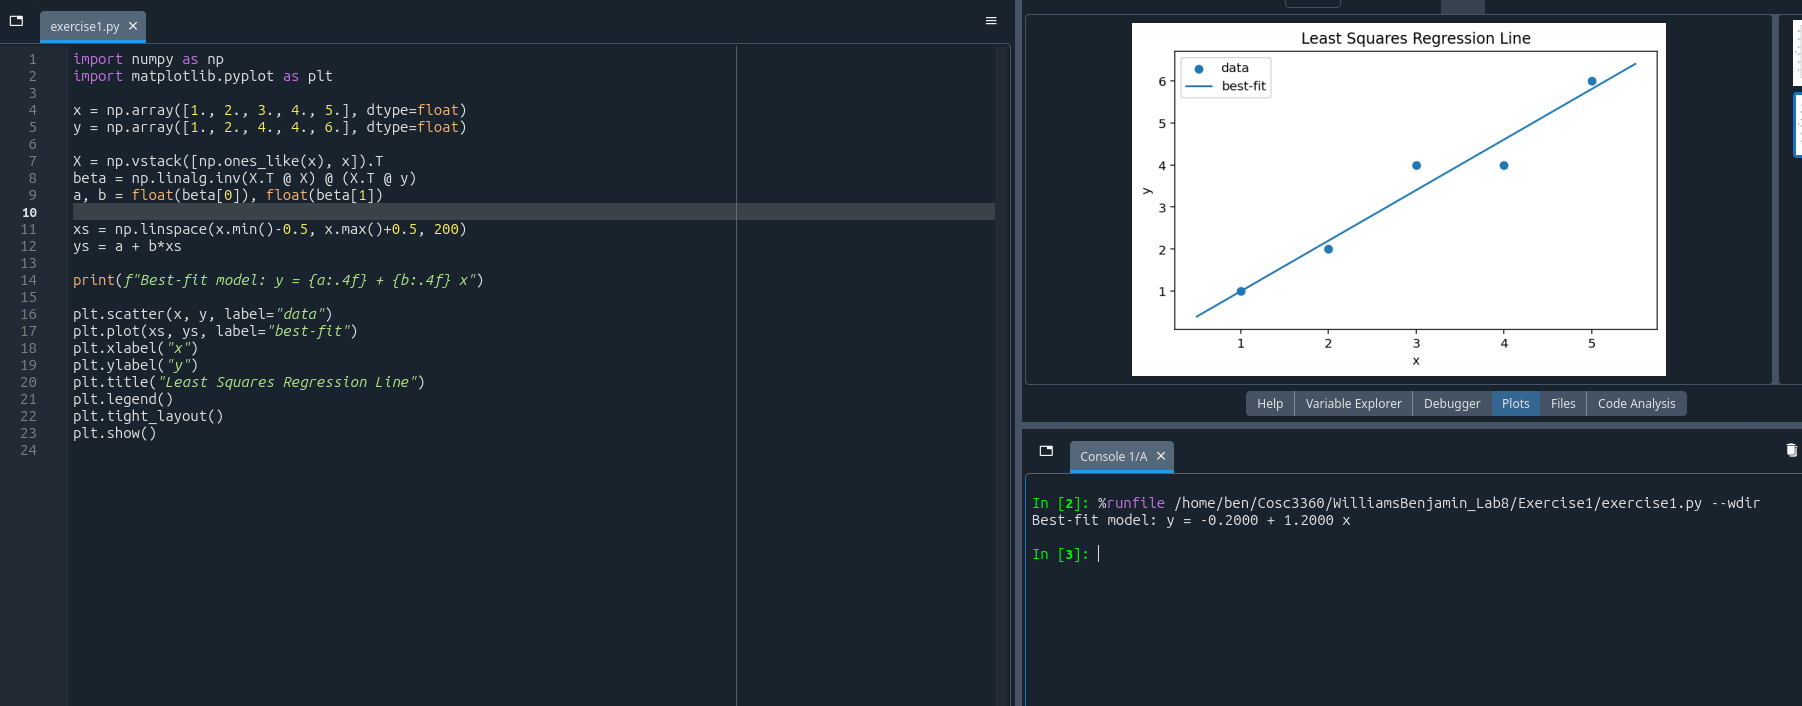 exercise1.py
1 import numpy as np
2 import matplotlib.pyplot as plt
3
4 x = np.array([1., 2., 3., 4., 5.], dtype=float)
5 y = np.array([1., 2., 4., 4., 6.], dtype=float)
6
7 X = np.vstack([np.ones_like(x), x]).T
8 beta = np.linalg.inv(X.T @ X) @ (X.T @ y)
9 a, b = float(beta[0]), float(beta[1])
10
11 xs = np.linspace(x.min()-0.5, x.max()+0.5, 200)
12 ys = a + b*xs
13
14 print(f"Best-fit model: y = {a:.4f} + {b:.4f} x")
15
16 plt.scatter(x, y, label="data")
17 plt.plot(xs, ys, label="best-fit")
18 plt.xlabel("x")
19 plt.ylabel("y")
20 plt.title("Least Squares Regression Line")
21 plt.legend()
22 plt.tight_layout()
23 plt.show()
24
Least Squares Regression Line
data
best-fit
6
5
4
3
2
1
y
1 2 3 4 5
x
Help Variable Explorer Debugger Plots Files Code Analysis
Console 1/A
In [2]: %runfile /home/ben/Cosc3360/WilliamsBenjamin_Lab8/Exercise1/exercise1.py --wdir
Best-fit model: y = -0.2000 + 1.2000 x
In [3]: